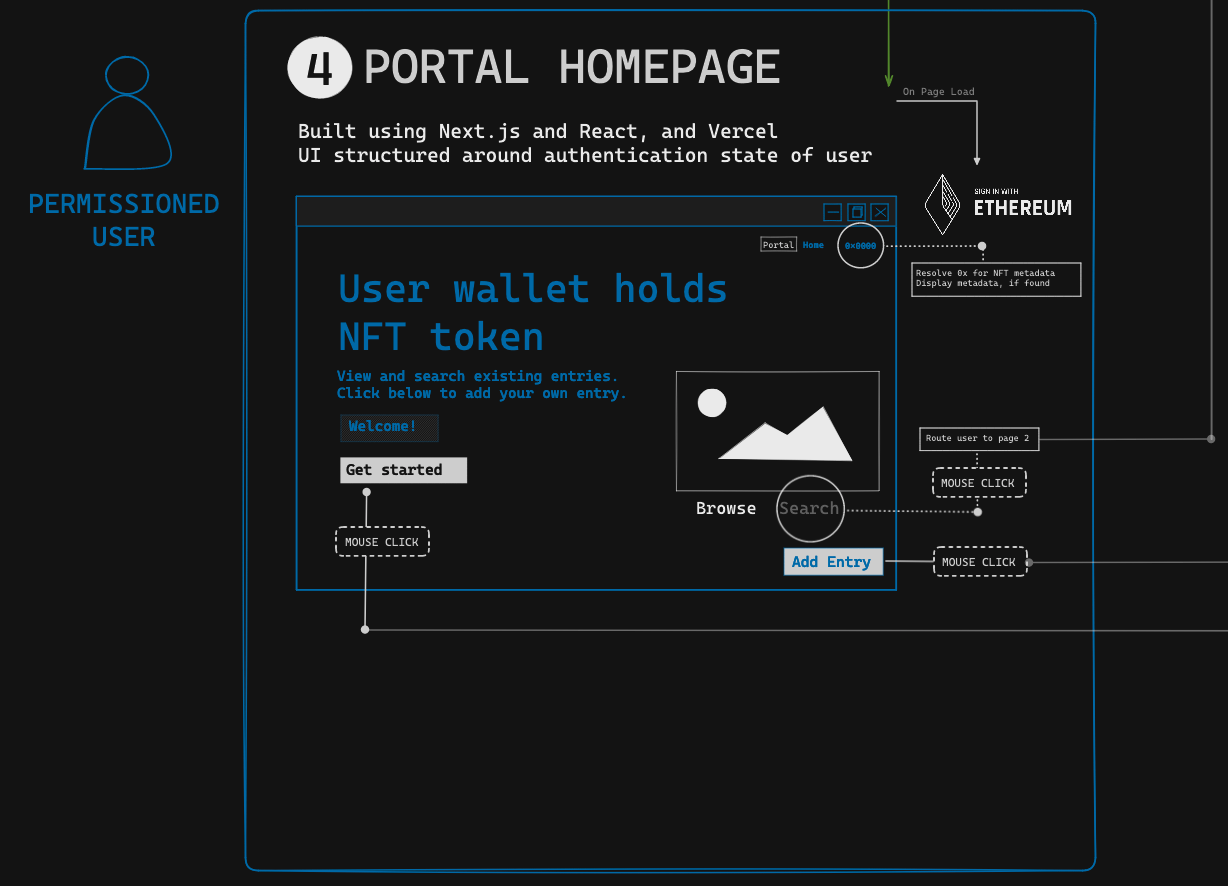 4 PORTAL HOMEPAGE
On Page Load
Built using Next.js and React, and Vercel
UI structured around authentication state of user
PERMISSIONED
USER
SIGN IN WITH
ETHEREUM
Portal Home 0×0000
Resolve 0x for NFT metadata
Display metadata, if found
User wallet holds
NFT token
View and search existing entries.
Click below to add your own entry.
Welcome!
Get started
MOUSE CLICK
Route user to page 2
MOUSE CLICK
Browse Search
Add Entry
MOUSE CLICK